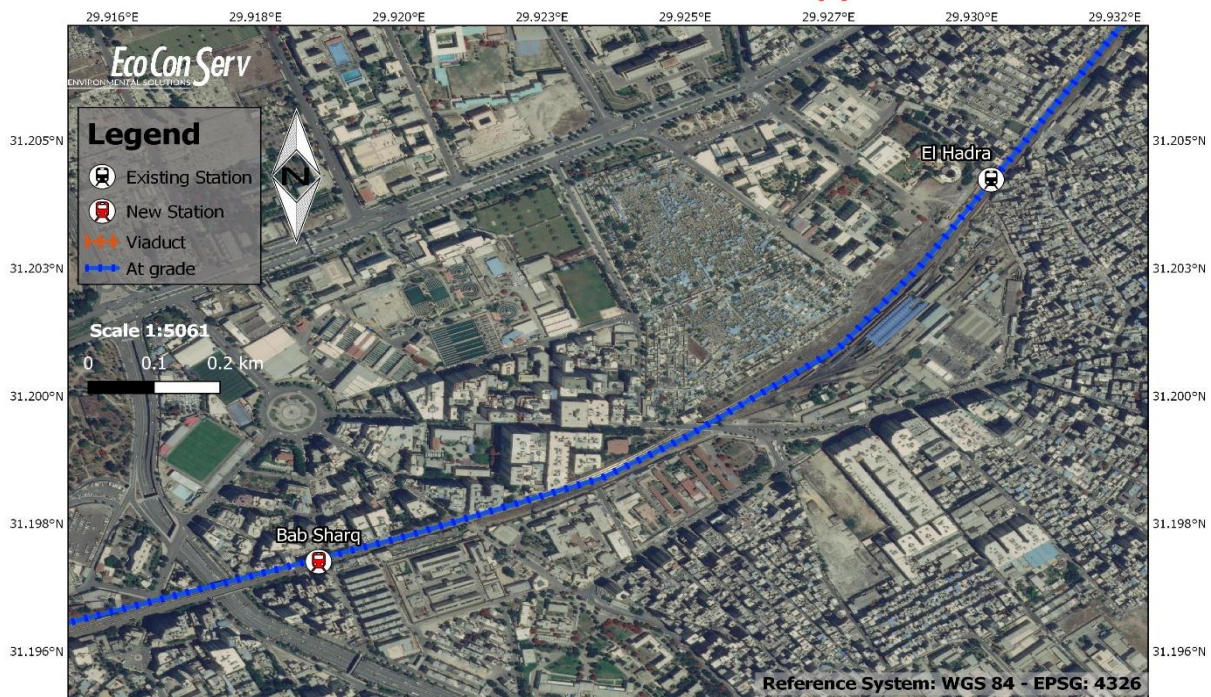 29.916°E 29.918°E 29.920°E 29.923°E 29.925°E 29.927°E 29.930°E 29.932°E
EcoConServ
ENVIRONMENTAL SOLUTIONS
Legend
Existing Station
New Station
Viaduct
At grade
N
Scale 1:5061
0 0.1 0.2 km
31.205°N 31.205°N
El Hadra
31.203°N 31.203°N
31.200°N 31.200°N
31.198°N 31.198°N
Bab Sharq
31.196°N 31.196°N
Reference System: WGS 84 - EPSG: 4326